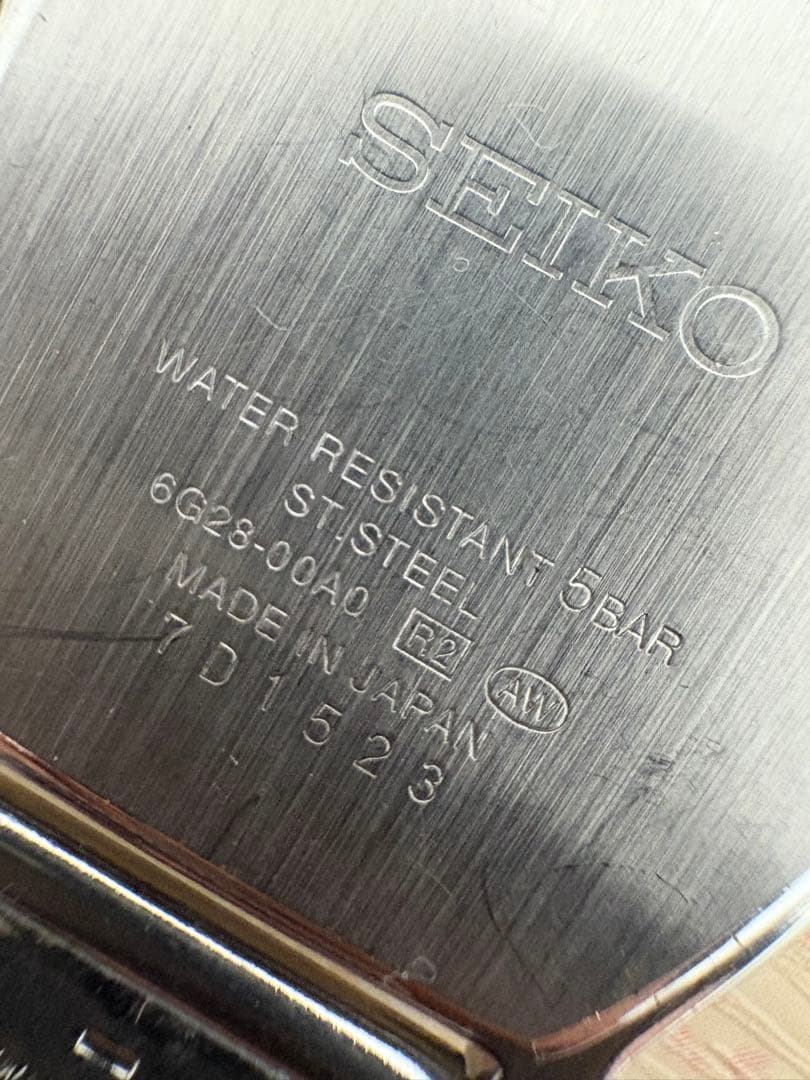 SEIKO
WATER RESISTANT 5BAR
ST.STEEL
6G28-00A0 R2 AW
MADE IN JAPAN
7D1523